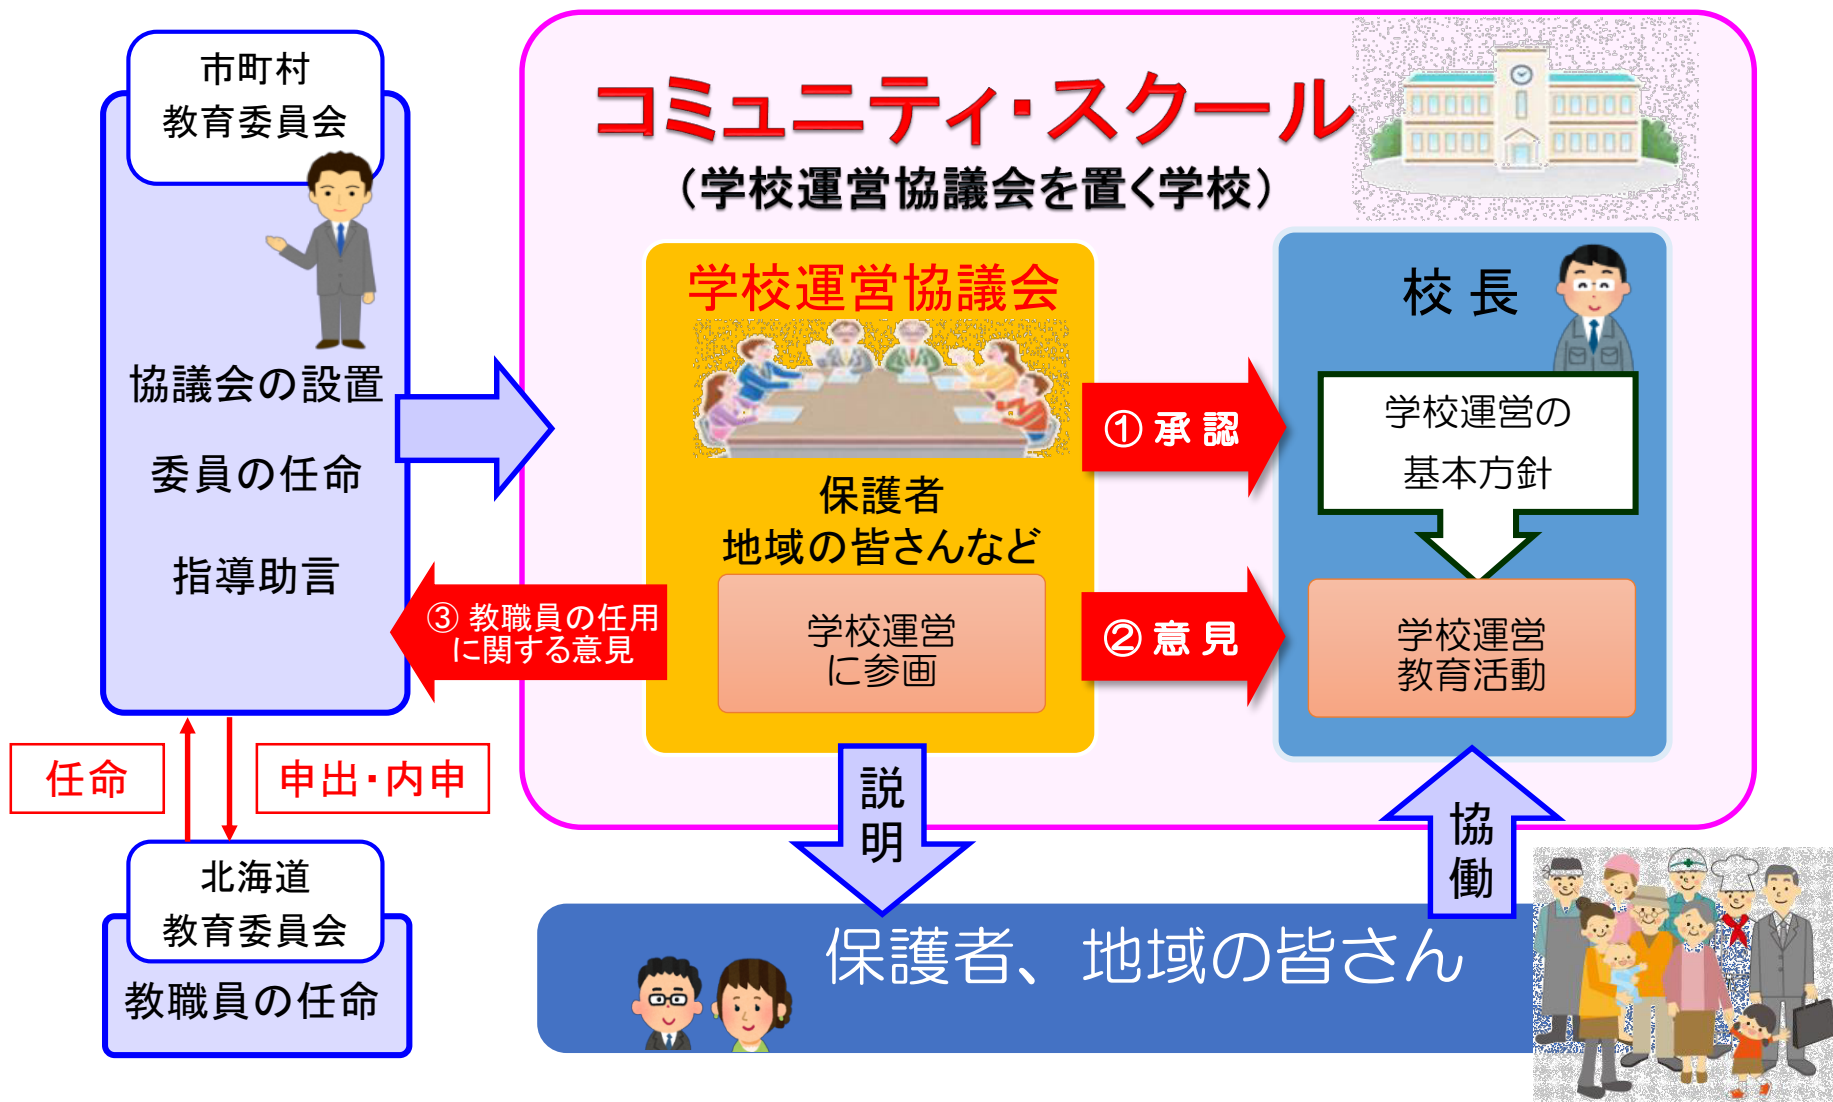 市町村
教育委員会
協議会の設置
委員の任命
指導助言
コミュニティ・スクール
（学校運営協議会を置く学校）
学校運営協議会
保護者
地域の皆さんなど
学校運営
に参画
①承認
②意見
③教職員の任用
に関する意見
校長
学校運営の
基本方針
学校運営
教育活動
任命
申出・内申
北海道
教育委員会
教職員の任命
説明
協働
保護者、地域の皆さん